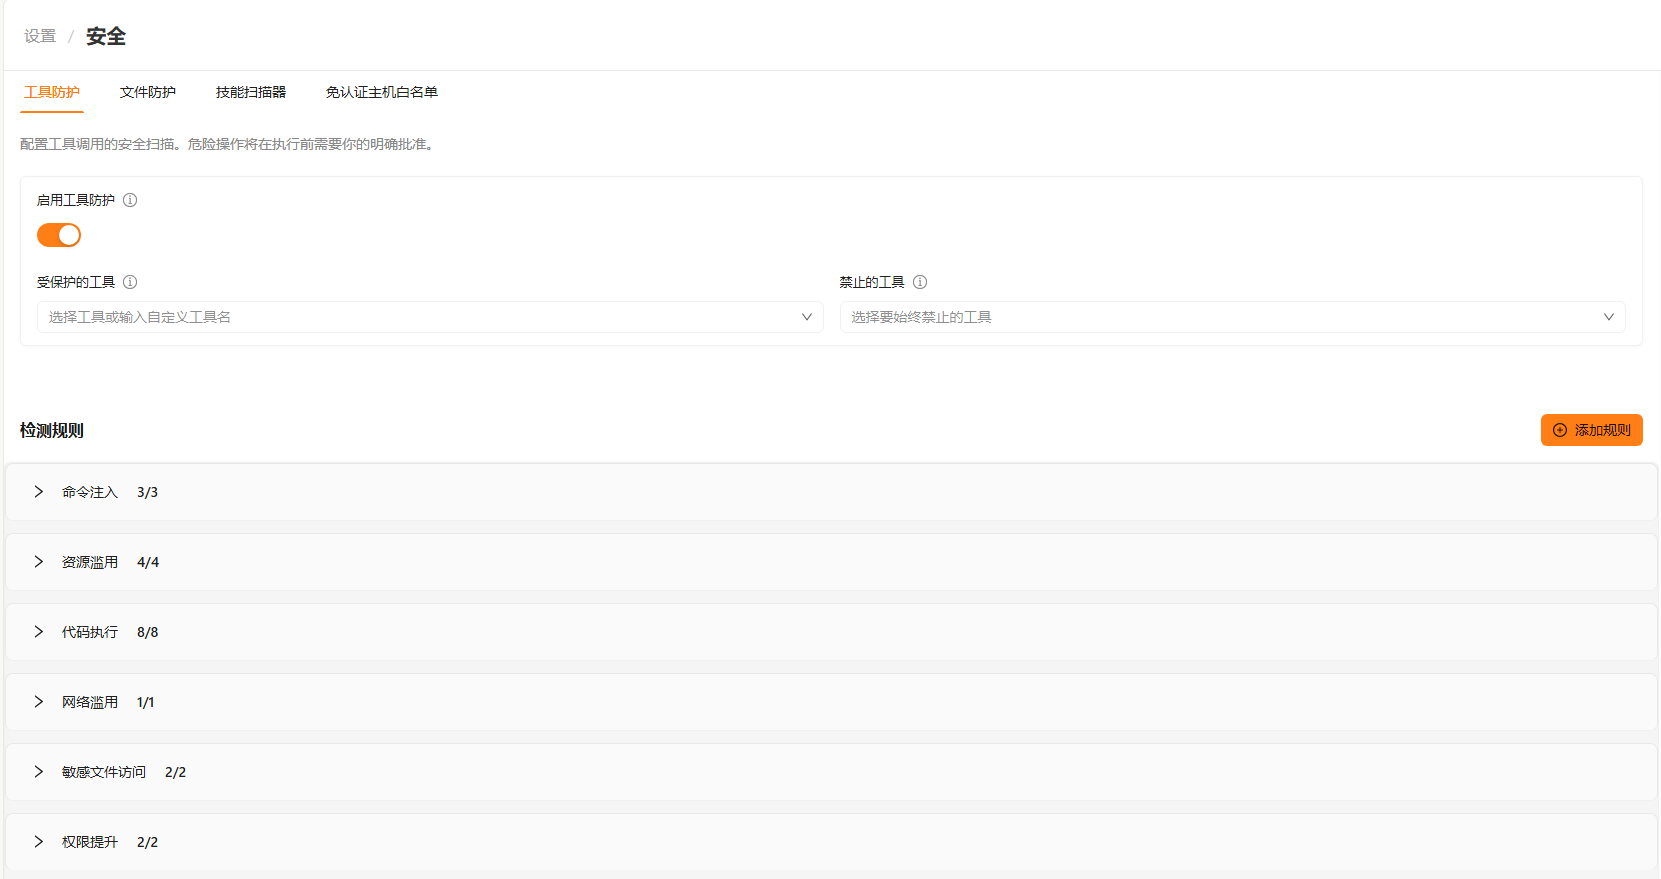 设置 / 安全
工具防护 文件防护 技能扫描器 免认证主机白名单
配置工具调用的安全扫描。危险操作将在执行前需要你的明确批准。
启用工具防护
受保护的工具 禁止的工具
选择工具或输入自定义工具名 选择要始终禁止的工具
检测规则 添加规则
命令注入 3/3
资源滥用 4/4
代码执行 8/8
网络滥用 1/1
敏感文件访问 2/2
权限提升 2/2